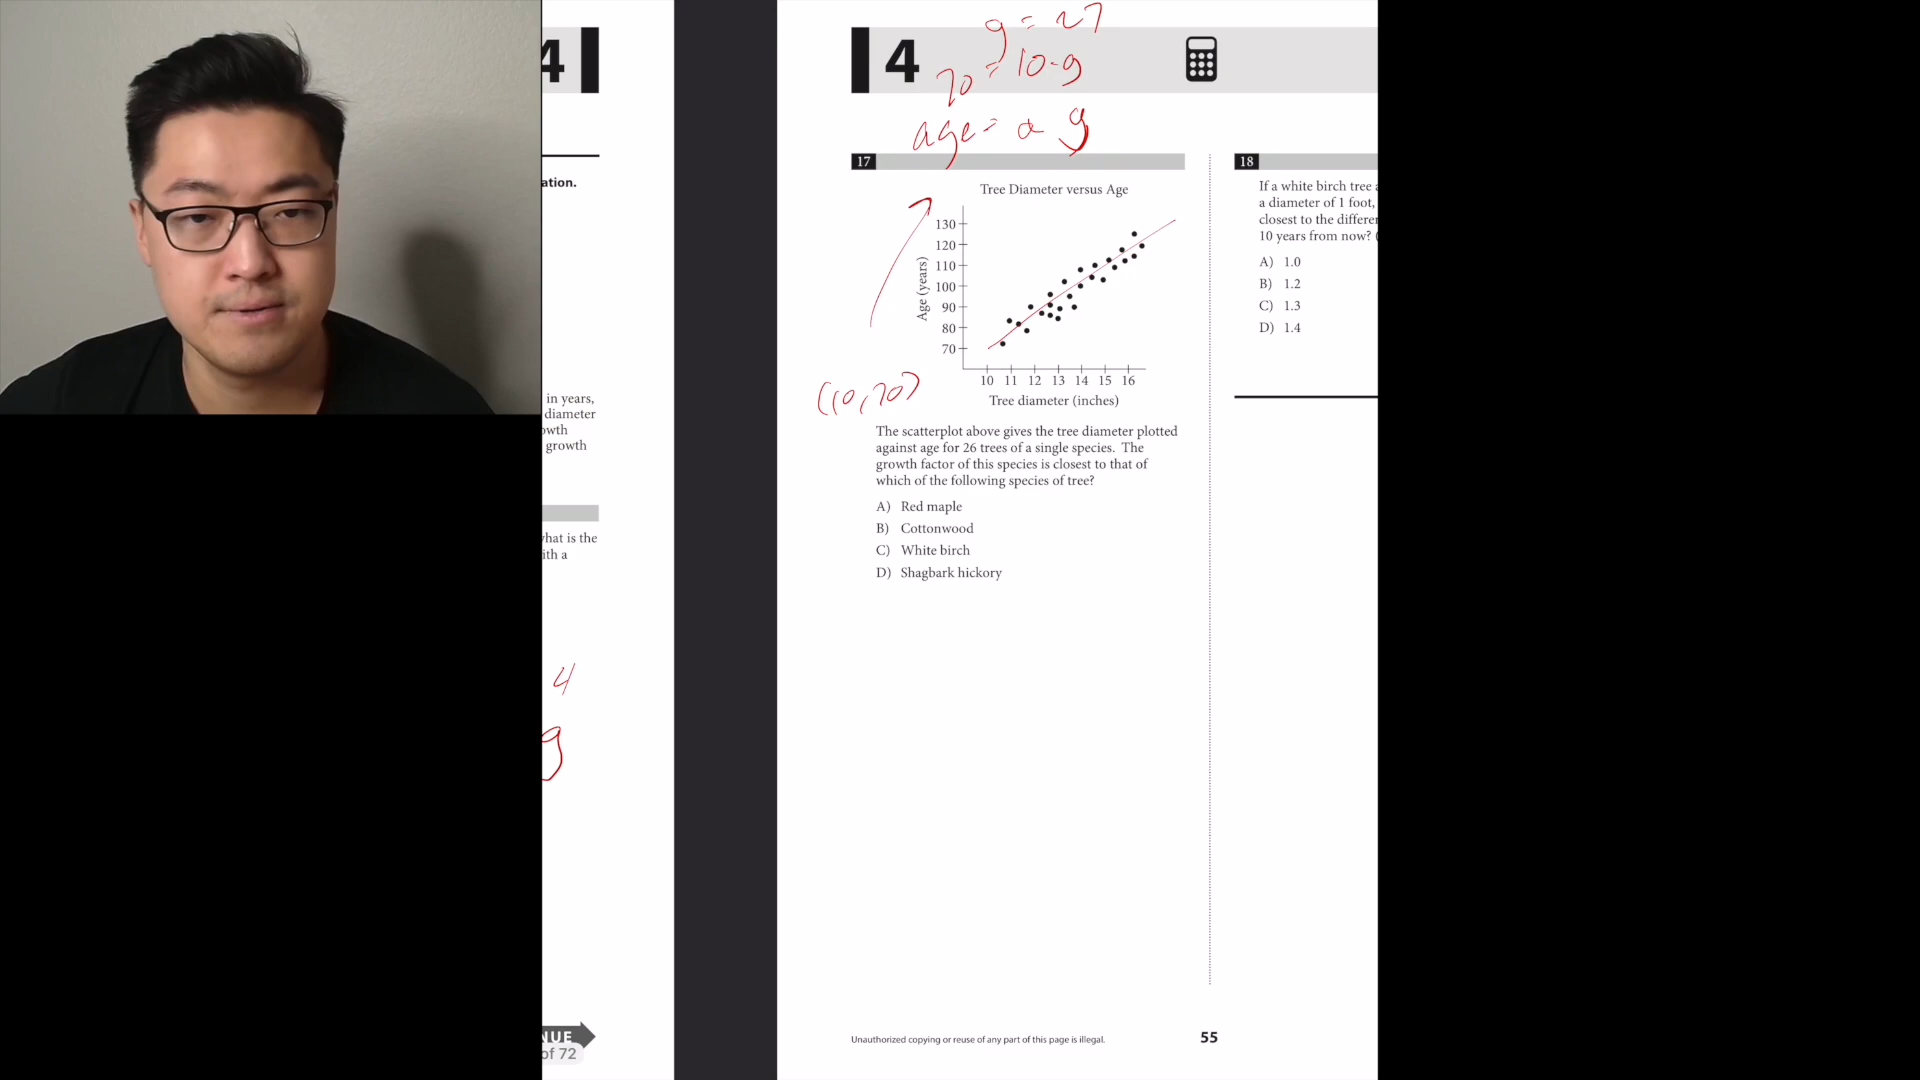 4
ation.
in years,
diameter
owth
growth
what is the
ith a
4
g
NUE
of 72
g = 27
4
70 = 10·g
age = g
17
Tree Diameter versus Age
130
120
110
100
90
80
70
Age (years)
10 11 12 13 14 15 16
Tree diameter (inches)
(10,70)
The scatterplot above gives the tree diameter plotted
against age for 26 trees of a single species. The
growth factor of this species is closest to that of
which of the following species of tree?
A) Red maple
B) Cottonwood
C) White birch
D) Shagbark hickory
Unauthorized copying or reuse of any part of this page is illegal.
55
18
If a white birch tree
a diameter of 1 foot,
closest to the differe
10 years from now?
A) 1.0
B) 1.2
C) 1.3
D) 1.4